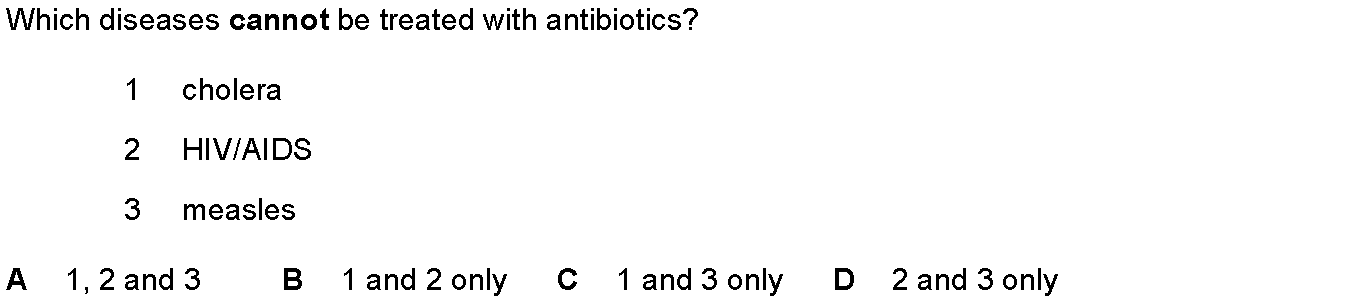 Which diseases cannot be treated with antibiotics?
1 cholera
2 HIV/AIDS
3 measles
A 1, 2 and 3 B 1 and 2 only C 1 and 3 only D 2 and 3 only